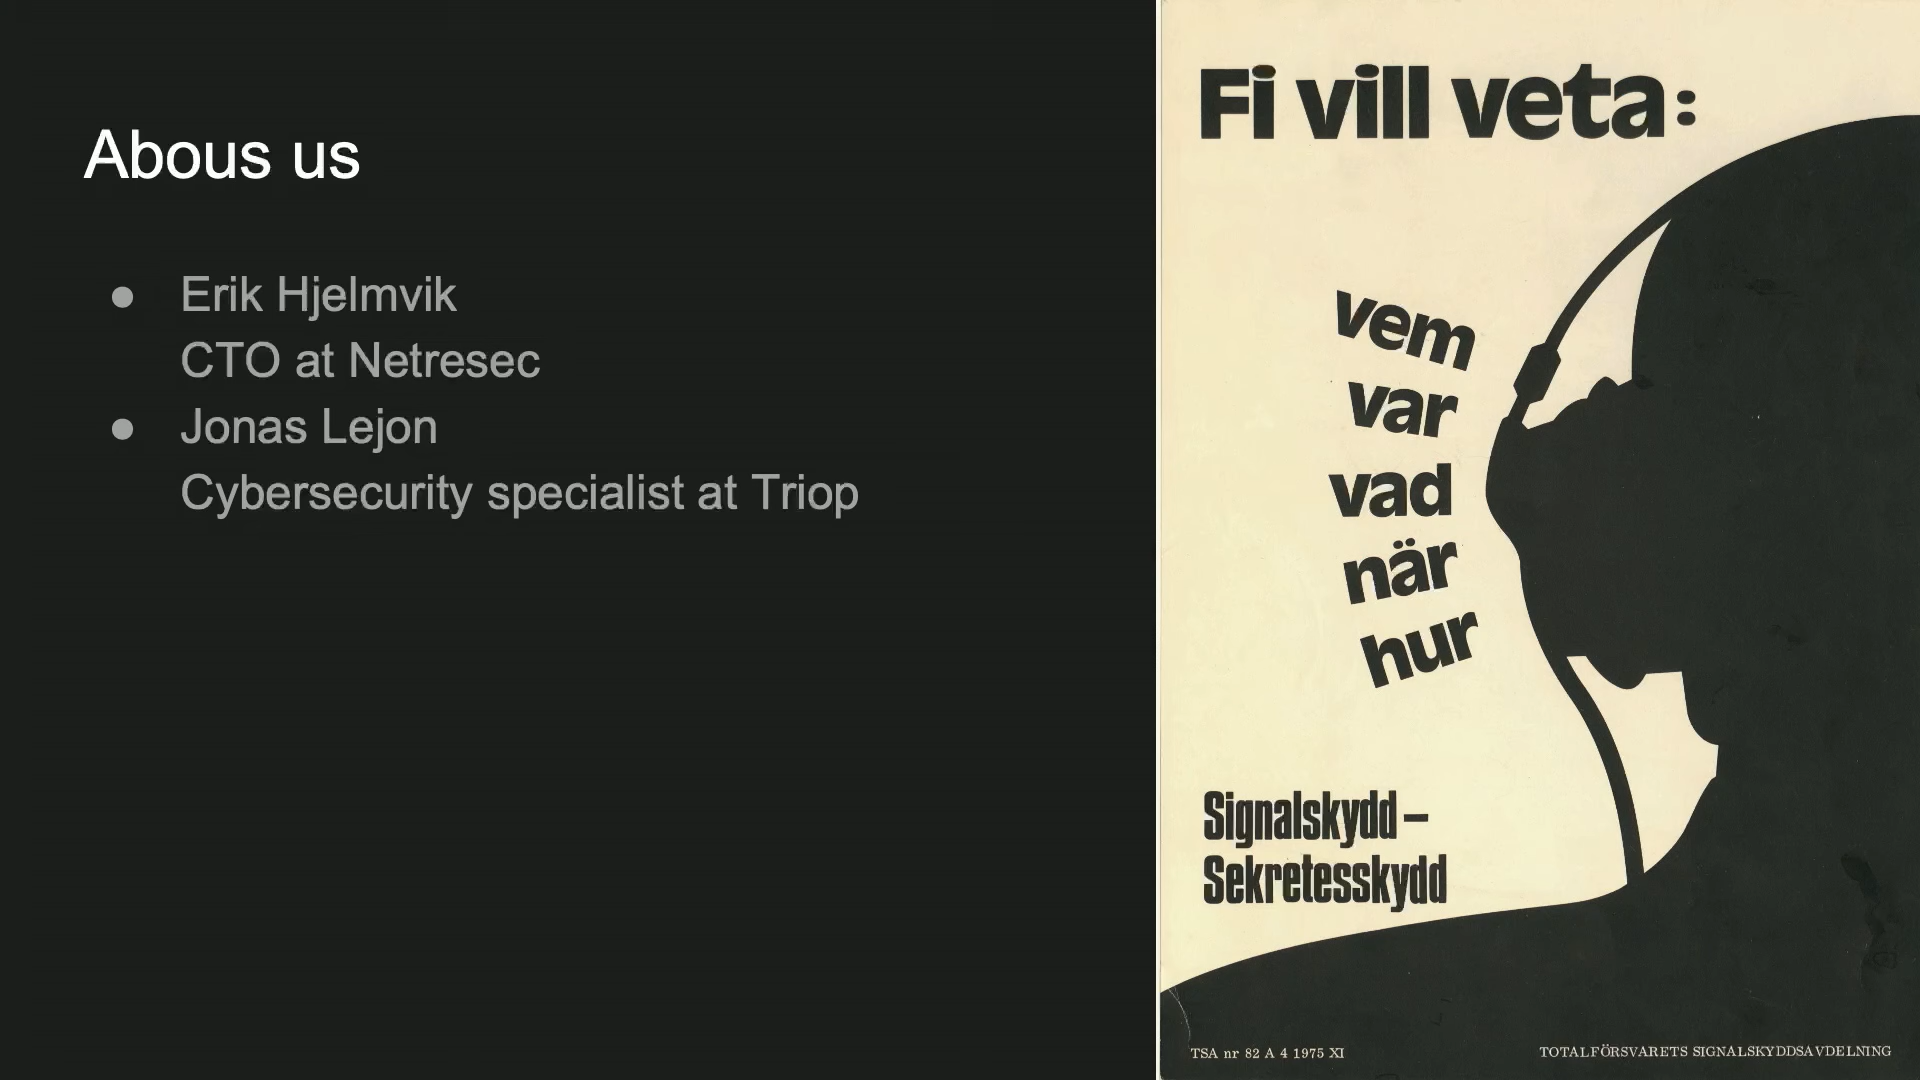 Abous us
● Erik Hjelmvik
CTO at Netresec
● Jonas Lejon
Cybersecurity specialist at Triop
Fi vill veta:
vem
var
vad
när
hur
Signalskydd –
Sekretesskydd
TSA nr 82 A 4 1975 XI
TOTALFÖRSVARETS SIGNALSKYDDSAVDELNING